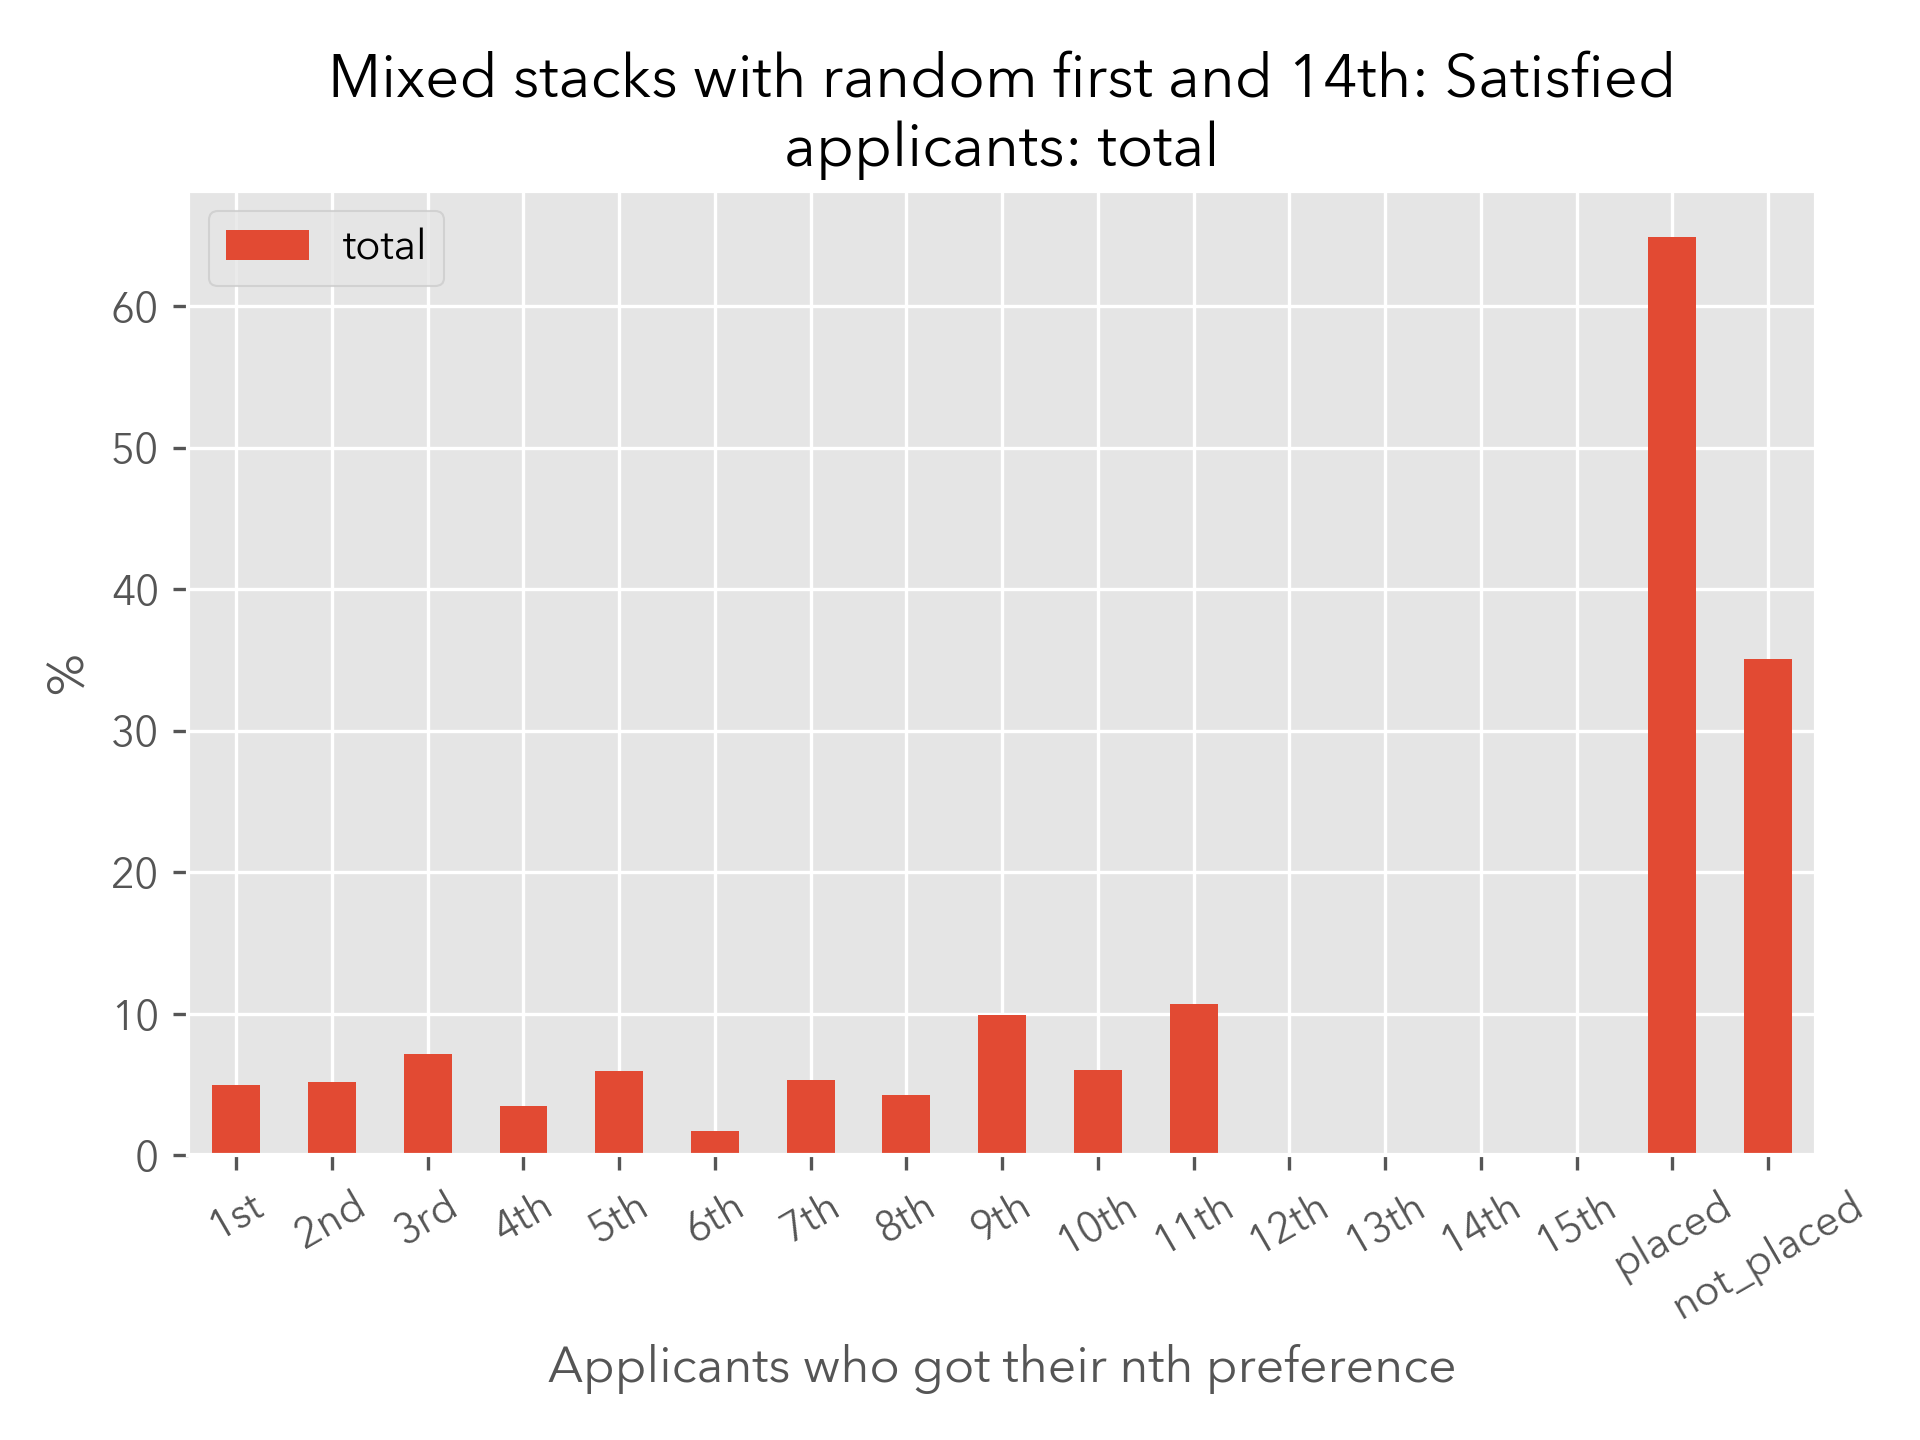 Mixed stacks with random first and 14th: Satisfied
applicants: total
total
60
50
40
30
20
10
0
%
1st
2nd
3rd
4th
5th
6th
7th
8th
9th
10th
11th
12th
13th
14th
15th
placed
not_placed
Applicants who got their nth preference